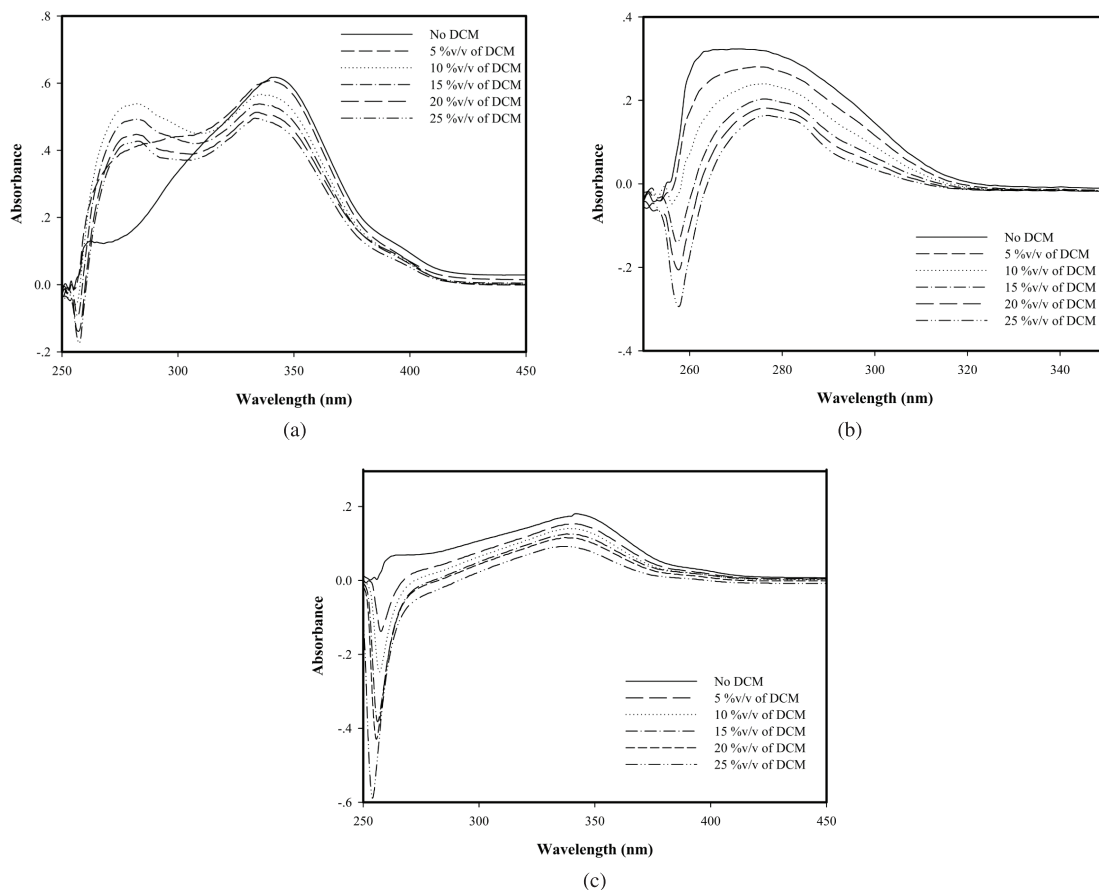 .8
.6
.4
.2
0.0
-.2
250
300
350
400
450
Absorbance
Wavelength (nm)
No DCM
5 %v/v of DCM
10 %v/v of DCM
15 %v/v of DCM
20 %v/v of DCM
25 %v/v of DCM
(a)
.4
.2
0.0
-.2
-.4
260
280
300
320
340
Absorbance
Wavelength (nm)
No DCM
5 %v/v of DCM
10 %v/v of DCM
15 %v/v of DCM
20 %v/v of DCM
25 %v/v of DCM
(b)
.2
0.0
-.2
-.4
-.6
250
300
350
400
450
Absorbance
Wavelength (nm)
No DCM
5 %v/v of DCM
10 %v/v of DCM
15 %v/v of DCM
20 %v/v of DCM
25 %v/v of DCM
(c)